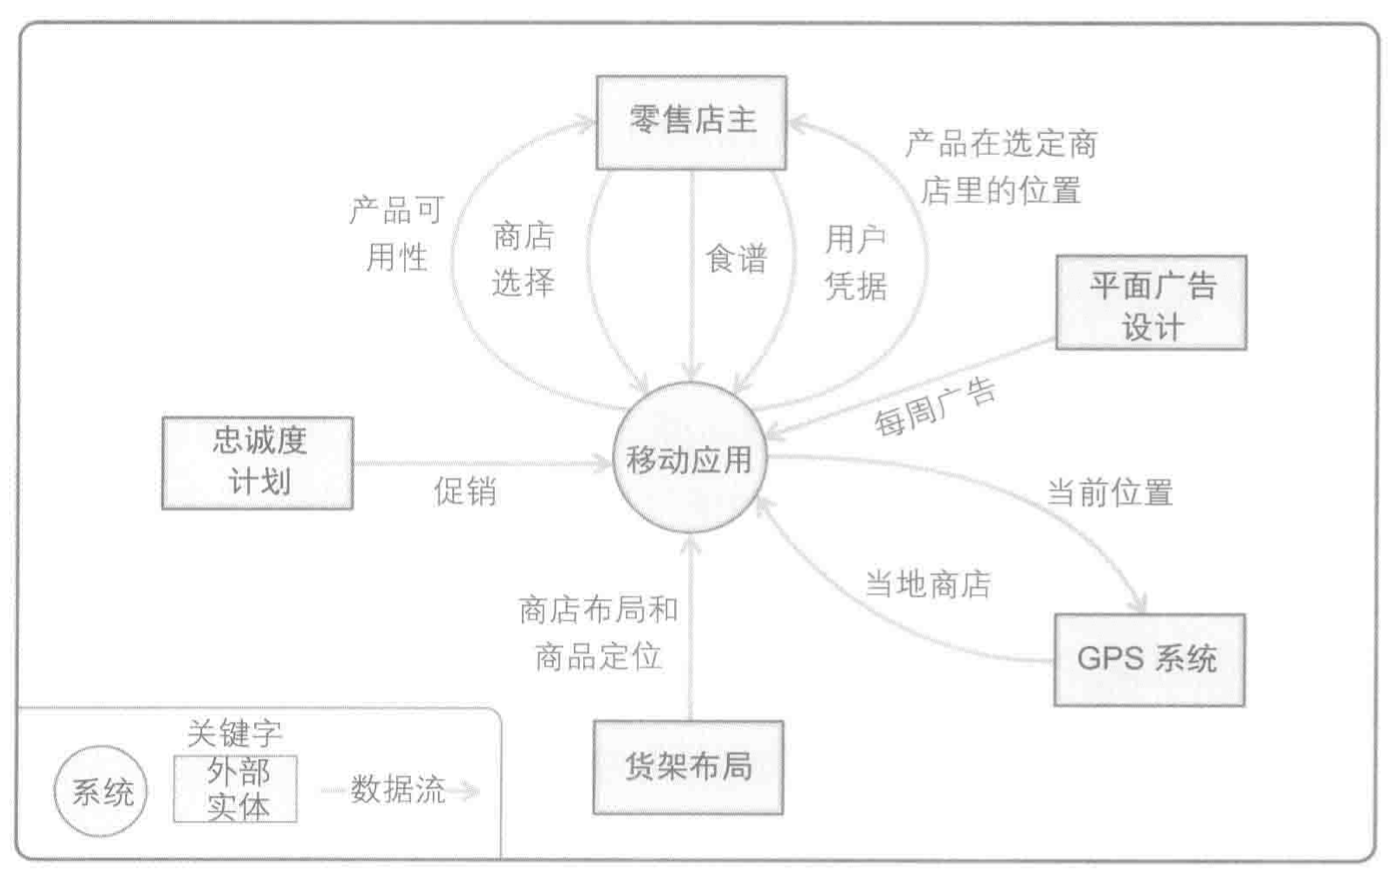 零售店主
产品在选定商
店里的位置
产品可
用性
商店
选择
食谱
用户
凭据
平面广告
设计
每周广告
忠诚度
计划
促销
移动应用
当前位置
当地商店
商店布局和
商品定位
GPS 系统
货架布局
关键字
系统
外部
实体
数据流